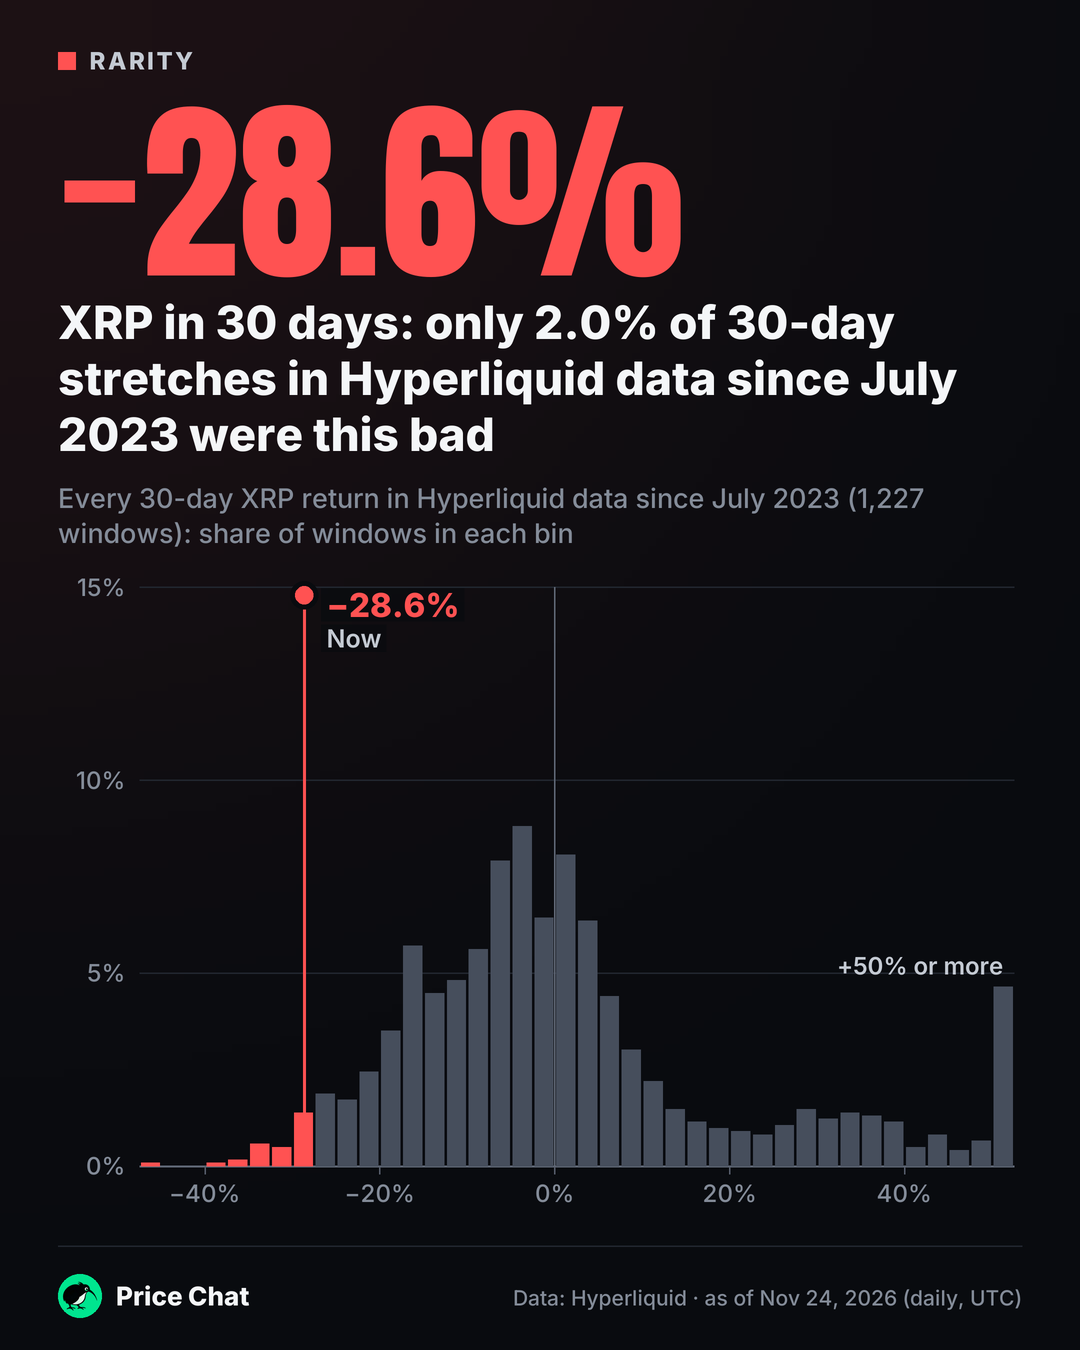 RARITY
−28.6%
XRP in 30 days: only 2.0% of 30-day
stretches in Hyperliquid data since July
2023 were this bad
Every 30-day XRP return in Hyperliquid data since July 2023 (1,227
windows): share of windows in each bin
15%
−28.6%
Now
10%
+50% or more
5%
0%
−40%
−20%
0%
20%
40%
Price Chat
Data: Hyperliquid · as of Nov 24, 2026 (daily, UTC)